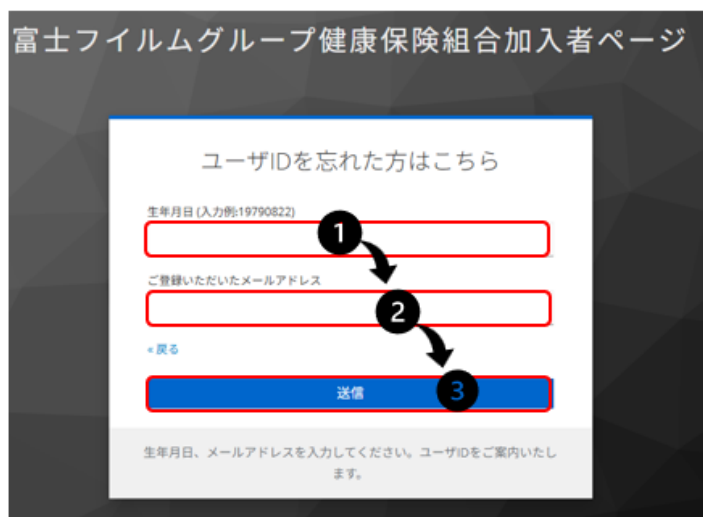 富士フイルムグループ健康保険組合加入者ページ
ユーザIDを忘れた方はこちら
生年月日 (入力例:19790822)
1
ご登録いただいたメールアドレス
2
« 戻る
送信
3
生年月日、メールアドレスを入力してください。ユーザIDをご案内いたし
ます。